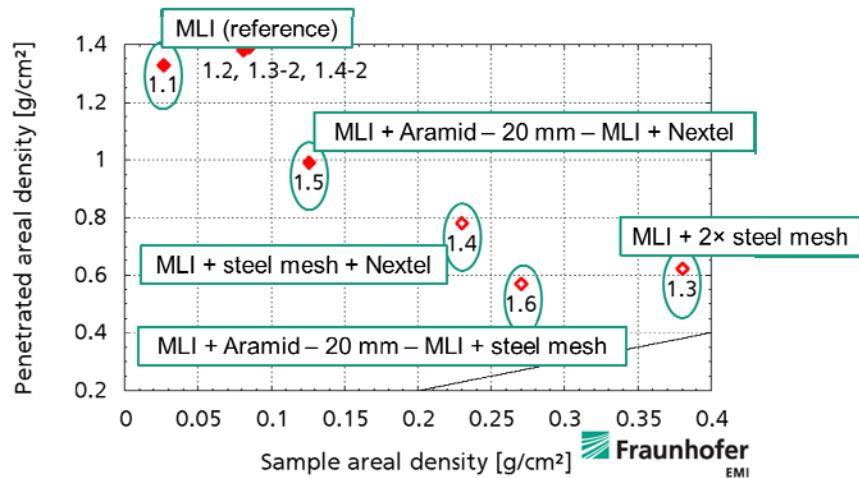 MLI (reference)
1.4
1.2
1
0.8
0.6
0.4
0.2
Penetrated areal density [g/cm²]
1.1
1.2, 1.3-2, 1.4-2
MLI + Aramid – 20 mm – MLI + Nextel
1.5
1.4
MLI + 2× steel mesh
MLI + steel mesh + Nextel
1.6
1.3
MLI + Aramid – 20 mm – MLI + steel mesh
0 0.05 0.1 0.15 0.2 0.25 0.3 0.35 0.4
Sample areal density [g/cm²]
Fraunhofer
EMI